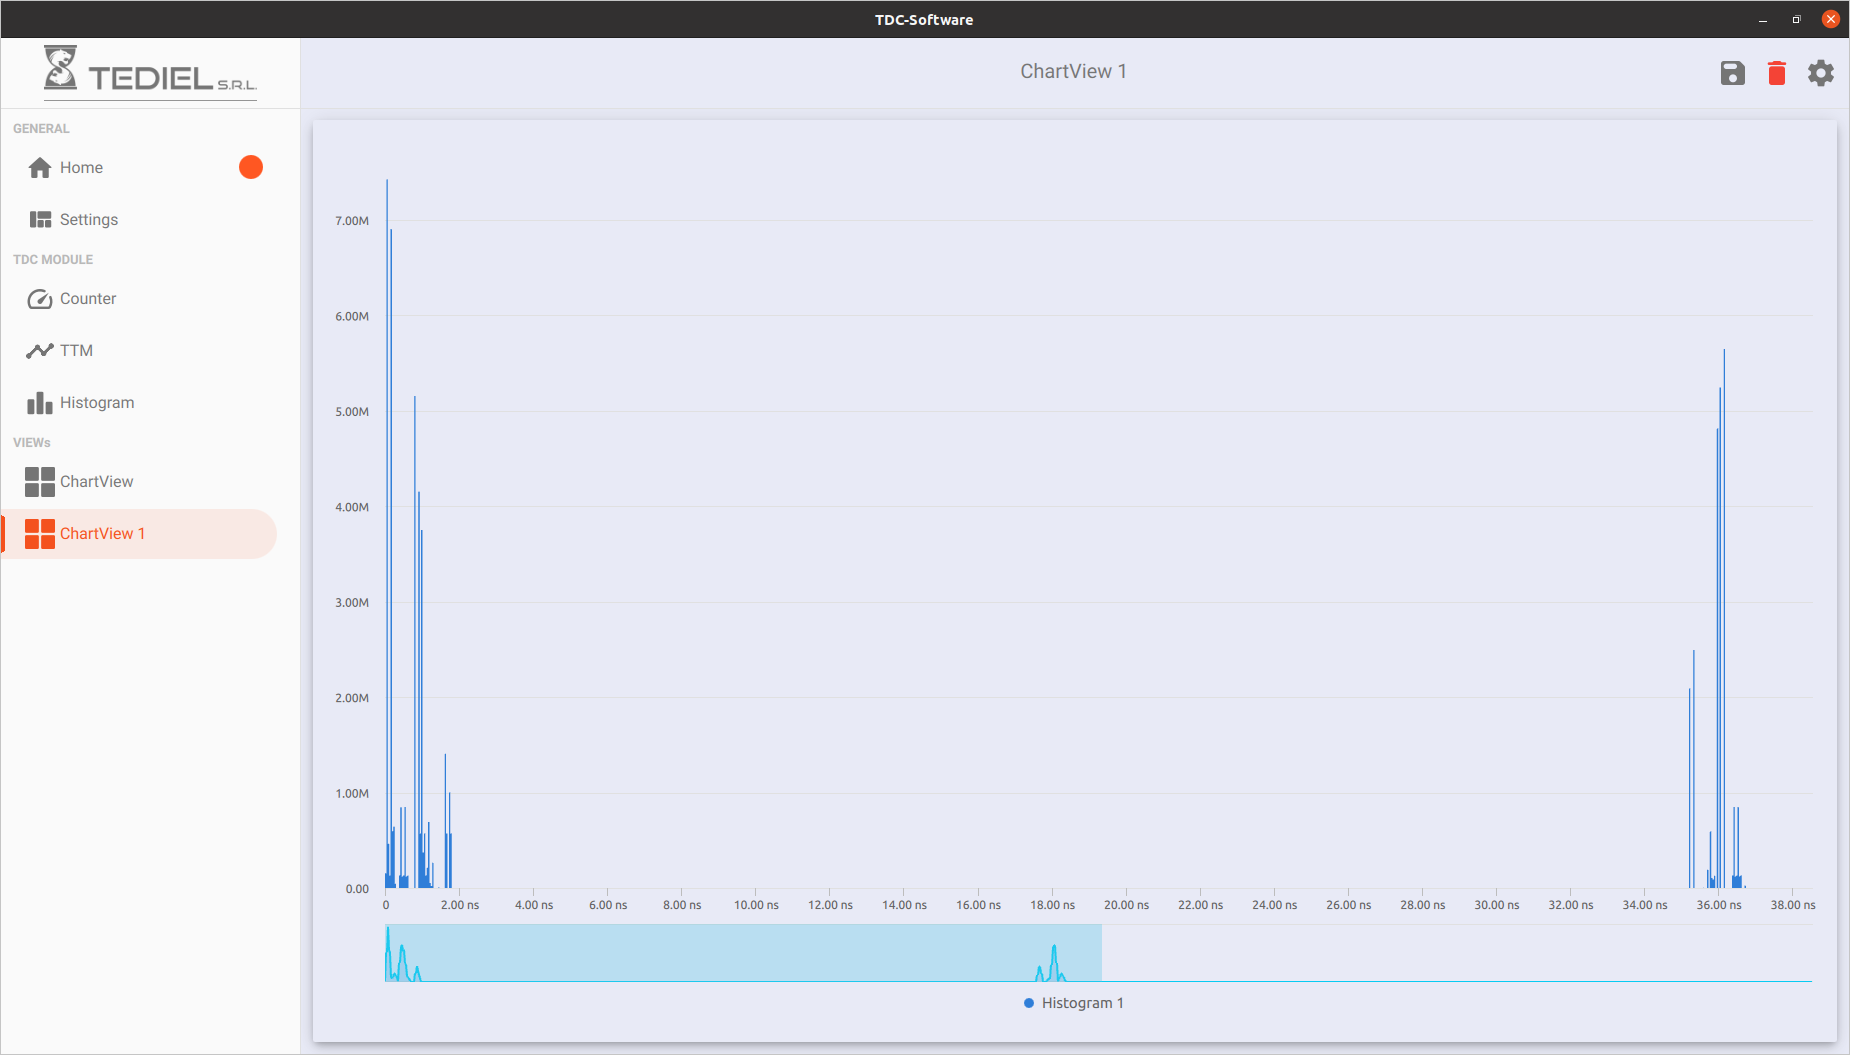 TDC-Software
TEDIEL S.R.L.
ChartView 1
GENERAL
Home
Settings
TDC MODULE
Counter
TTM
Histogram
VIEWs
ChartView
ChartView 1
7.00M
6.00M
5.00M
4.00M
3.00M
2.00M
1.00M
0.00
0 2.00 ns 4.00 ns 6.00 ns 8.00 ns 10.00 ns 12.00 ns 14.00 ns 16.00 ns 18.00 ns 20.00 ns 22.00 ns 24.00 ns 26.00 ns 28.00 ns 30.00 ns 32.00 ns 34.00 ns 36.00 ns 38.00 ns
Histogram 1